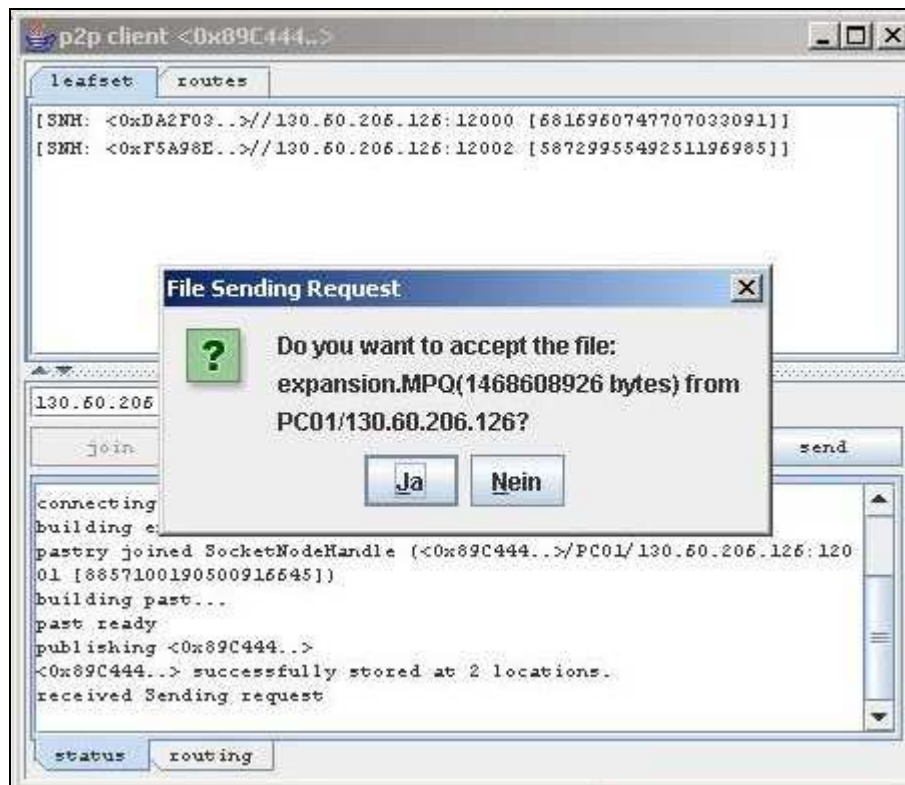 p2p client <0x89C444..>
leafset routes
[SNH: <0xDA2F03..>//130.60.206.126:12000 [6816960747707033091]]
[SNH: <0xF5A98E..>//130.60.206.126:12002 [5872995549251196985]]
File Sending Request
Do you want to accept the file:
expansion.MPQ(1468608926 bytes) from
PC01/130.60.206.126?
Ja Nein
130.60.206
join send
connecting
building e
pastry joined SocketNodeHandle (<0x89C444..>/PC01/130.60.206.126:120
01 [8857100190500916645])
building past...
past ready
publishing <0x89C444..>
<0x89C444..> successfully stored at 2 locations.
received Sending request
status routing